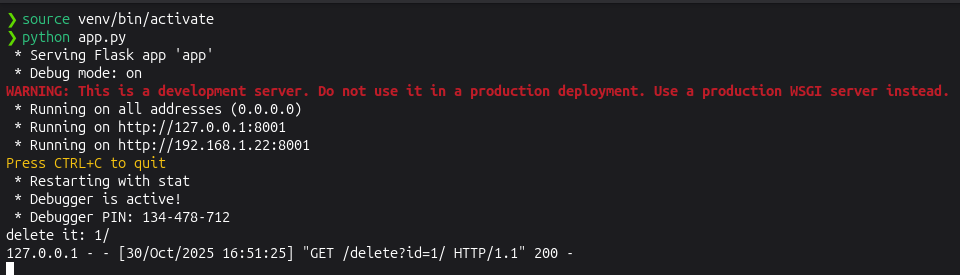 ❯ source venv/bin/activate
❯ python app.py
 * Serving Flask app 'app'
 * Debug mode: on
WARNING: This is a development server. Do not use it in a production deployment. Use a production WSGI server instead.
 * Running on all addresses (0.0.0.0)
 * Running on http://127.0.0.1:8001
 * Running on http://192.168.1.22:8001
Press CTRL+C to quit
 * Restarting with stat
 * Debugger is active!
 * Debugger PIN: 134-478-712
delete it: 1/
127.0.0.1 - - [30/Oct/2025 16:51:25] "GET /delete?id=1/ HTTP/1.1" 200 -